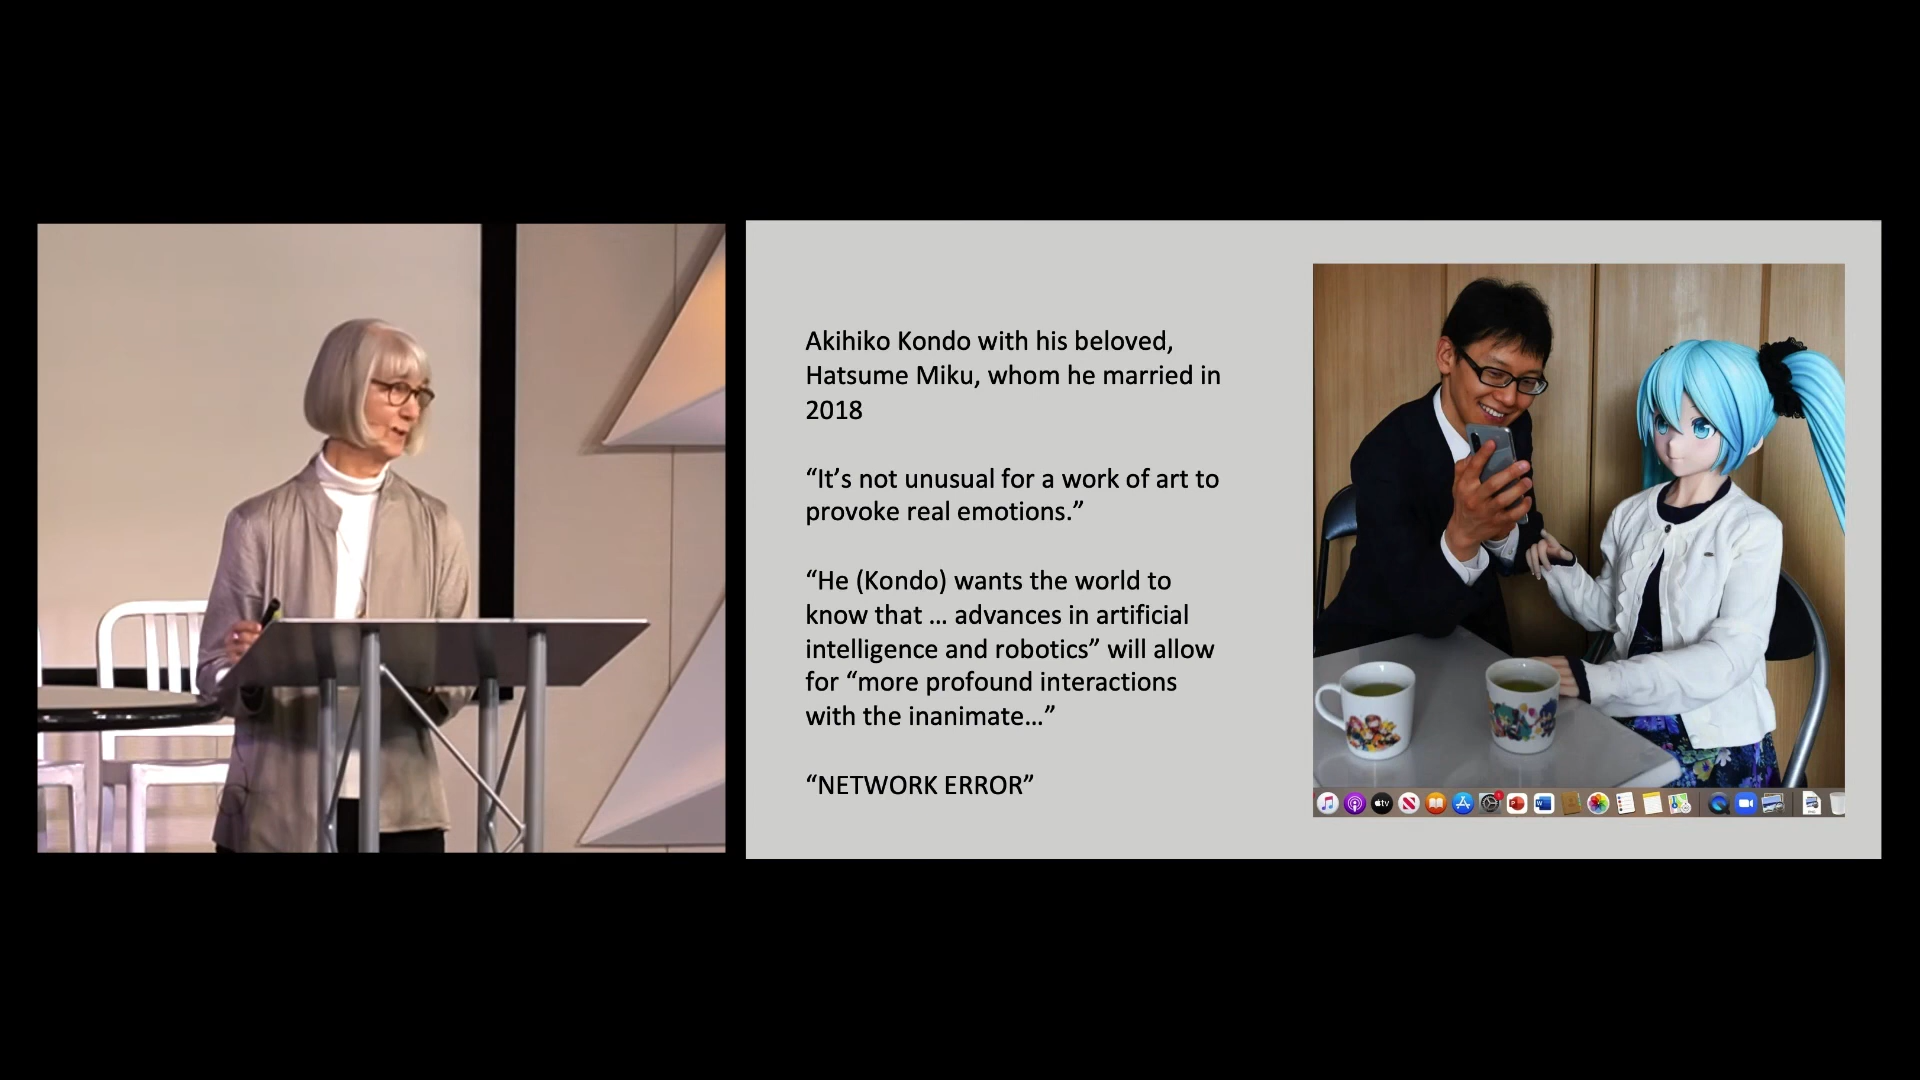 Akihiko Kondo with his beloved,
Hatsume Miku, whom he married in
2018
“It’s not unusual for a work of art to
provoke real emotions.”
“He (Kondo) wants the world to
know that … advances in artificial
intelligence and robotics” will allow
for “more profound interactions
with the inanimate…”
“NETWORK ERROR”
tv